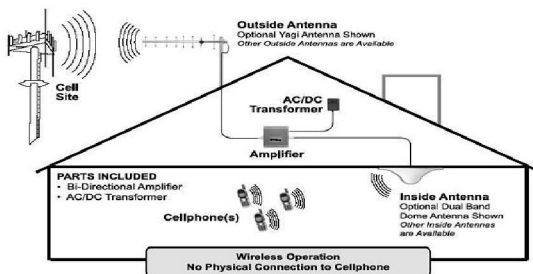 Outside Antenna
Optional Yagi Antenna Shown
Other Outside Antennas
are Available
Cell
Site
AC/DC
Transformer
Amplifier
PARTS INCLUDED
• Bi-Directional Amplifier
• AC/DC Transformer
Cellphone(s)
Inside Antenna
Optional Dual Band
Dome Antenna Shown
Other Inside Antennas
are Available
Wireless Operation
No Physical Connection to Cellphone